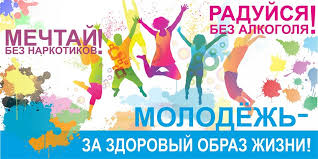 МЕЧТАЙ!
БЕЗ НАРКОТИКОВ!
РАДУЙСЯ!
БЕЗ АЛКОГОЛЯ!
МОЛОДЁЖЬ-
ЗА ЗДОРОВЫЙ ОБРАЗ ЖИЗНИ!